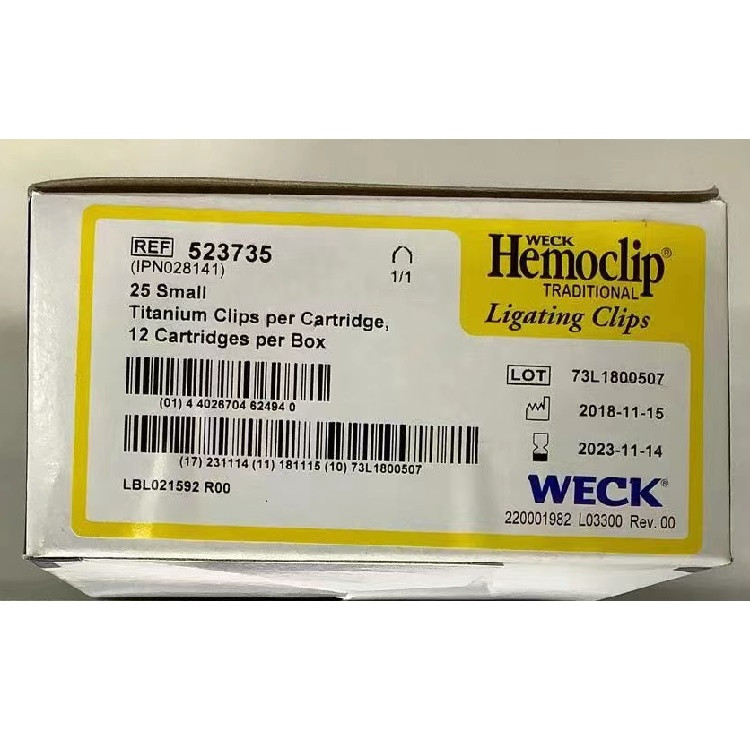 REF 523735
(IPN028141)
1/1
25 Small
Titanium Clips per Cartridge,
12 Cartridges per Box
(01) 4 4026704 62494 0
(17) 231114 (11) 181115 (10) 73L1800507
LBL021592 R00
WECK
Hemoclip®
TRADITIONAL
Ligating Clips
LOT 73L1800507
2018-11-15
2023-11-14
WECK®
220001982 L03300 Rev. 00